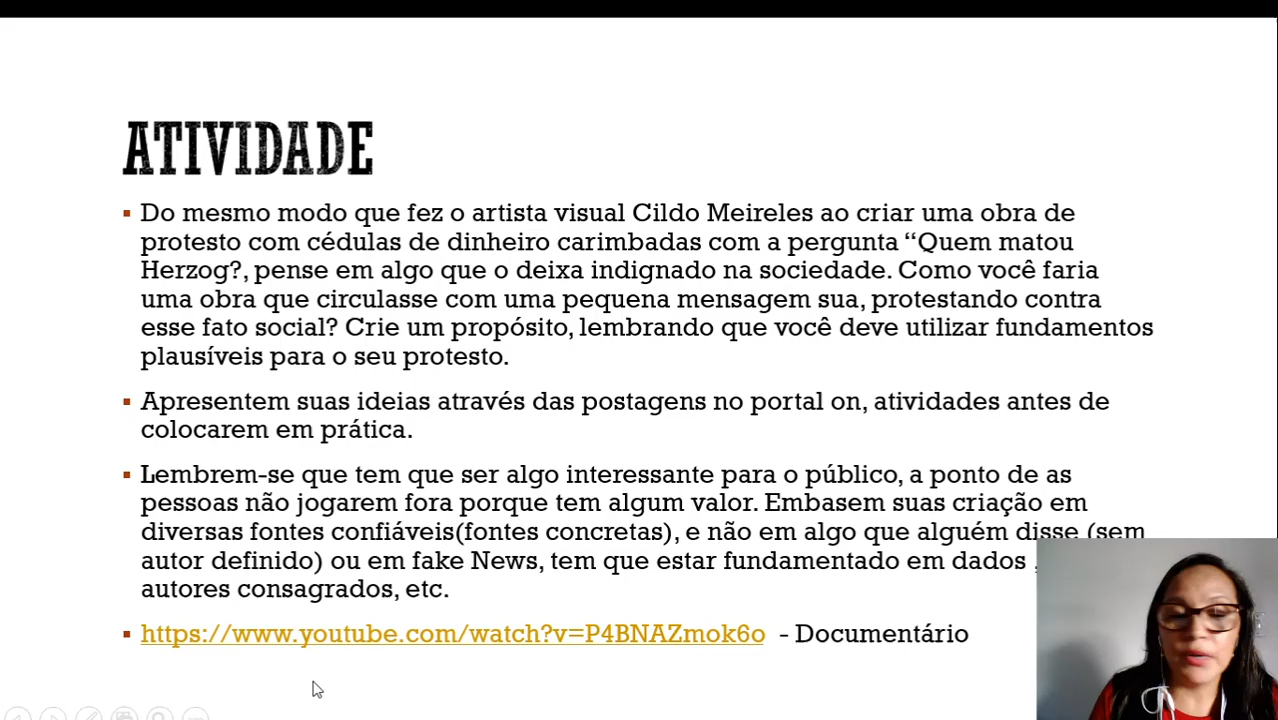 ATIVIDADE
Do mesmo modo que fez o artista visual Cildo Meireles ao criar uma obra de
protesto com cédulas de dinheiro carimbadas com a pergunta “Quem matou
Herzog?, pense em algo que o deixa indignado na sociedade. Como você faria
uma obra que circulasse com uma pequena mensagem sua, protestando contra
esse fato social? Crie um propósito, lembrando que você deve utilizar fundamentos
plausíveis para o seu protesto.
Apresentem suas ideias através das postagens no portal on, atividades antes de
colocarem em prática.
Lembrem-se que tem que ser algo interessante para o público, a ponto de as
pessoas não jogarem fora porque tem algum valor. Embasem suas criação em
diversas fontes confiáveis(fontes concretas), e não em algo que alguém disse (sem
autor definido) ou em fake News, tem que estar fundamentado em dados ,
autores consagrados, etc.
https://www.youtube.com/watch?v=P4BNAZmok6o - Documentário